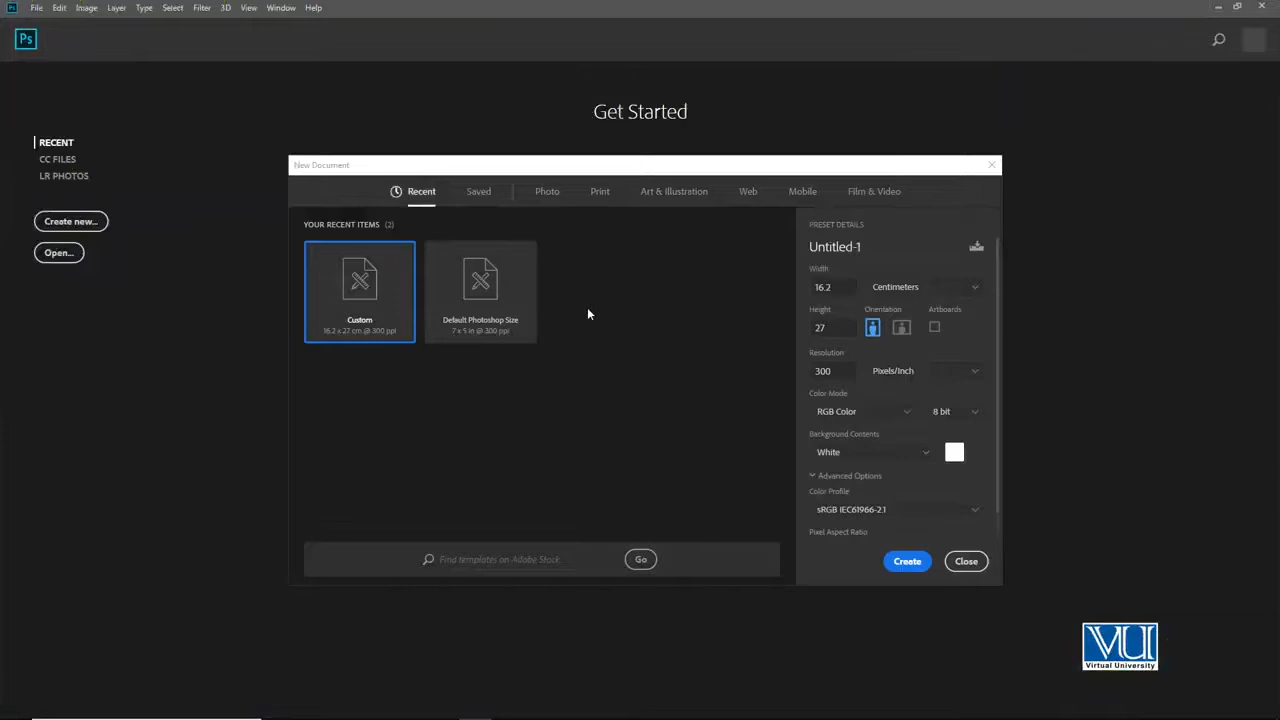 Ps File Edit Image Layer Type Select Filter 3D View Window Help
Ps
Get Started
RECENT
CC FILES
LR PHOTOS
Create new...
Open...
New Document
Recent Saved Photo Print Art & Illustration Web Mobile Film & Video
YOUR RECENT ITEMS (2)
Custom
16.2 x 27 cm @ 300 ppi
Default Photoshop Size
7 x 5 in @ 300 ppi
Find templates on Adobe Stock Go
PRESET DETAILS
Untitled-1
Width
16.2 Centimeters
Height Orientation Artboards
27
Resolution
300 Pixels/Inch
Color Mode
RGB Color 8 bit
Background Contents
White
Advanced Options
Color Profile
sRGB IEC61966-2.1
Pixel Aspect Ratio
Create Close
VU
Virtual University